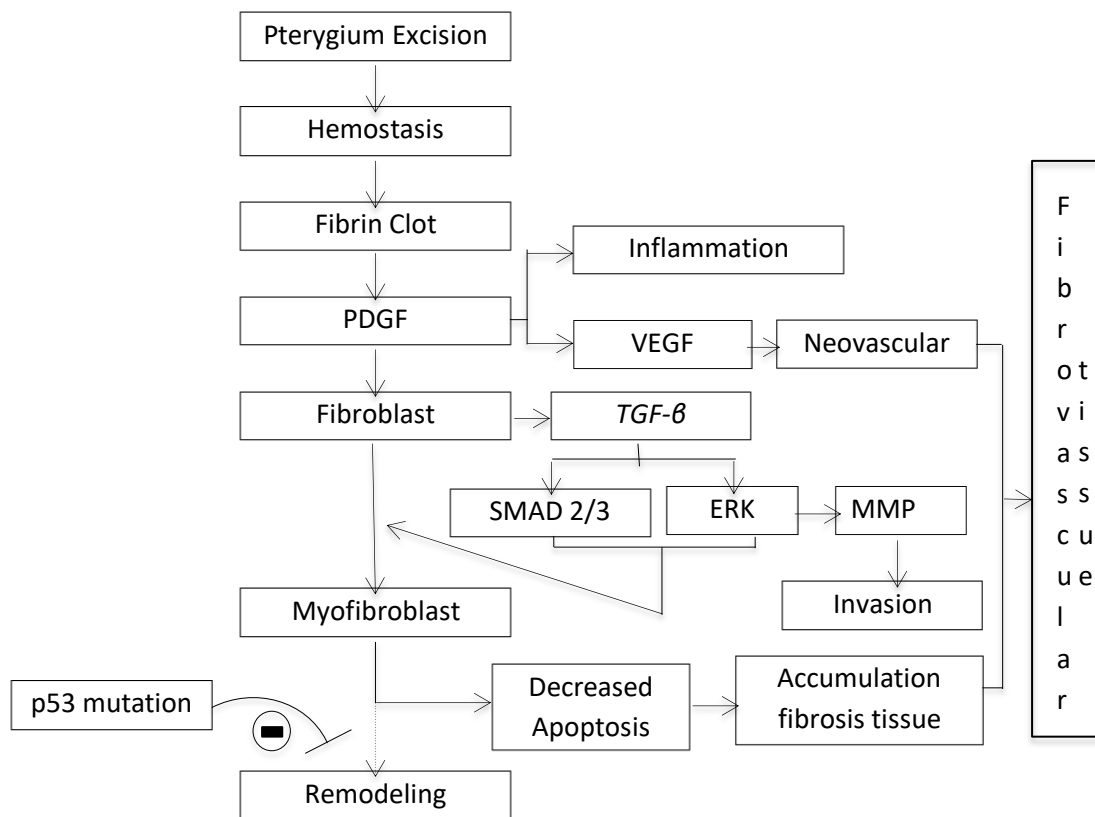 Pterygium Excision
Hemostasis
Fibrin Clot
Inflammation
PDGF
VEGF
Neovascular
Fibroblast
TGF-β
SMAD 2/3
ERK
MMP
Myofibroblast
Invasion
p53 mutation
Decreased
Apoptosis
Accumulation
fibrosis tissue
Remodeling
Fibrovascular
tissue